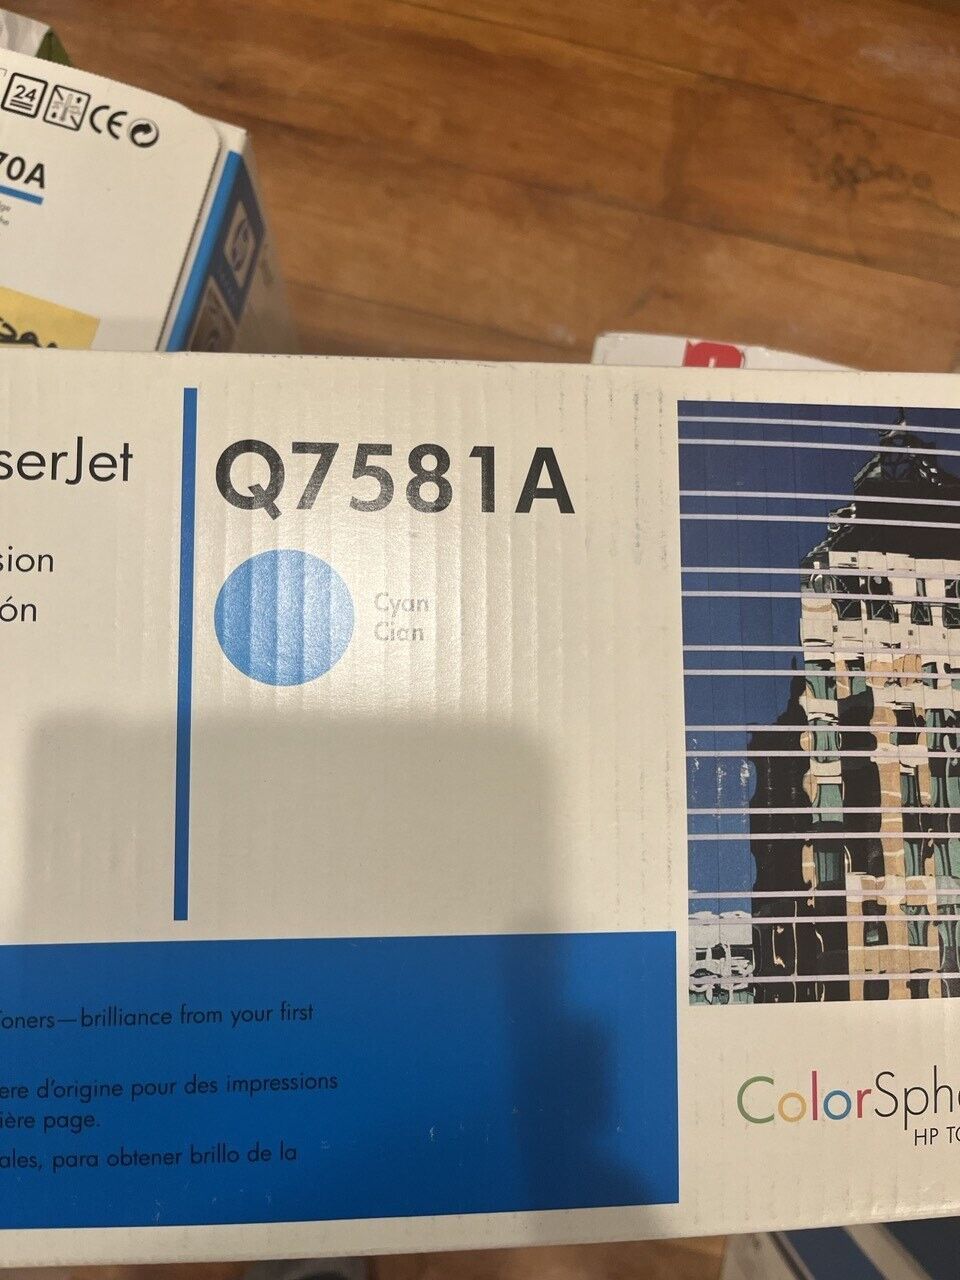 24
CE
70A
serJet
Q7581A
sion
ón
Cyan
Cian
Toners—brilliance from your first
ere d'origine pour des impressions
ière page.
ales, para obtener brillo de la
ColorSphe
HP TO